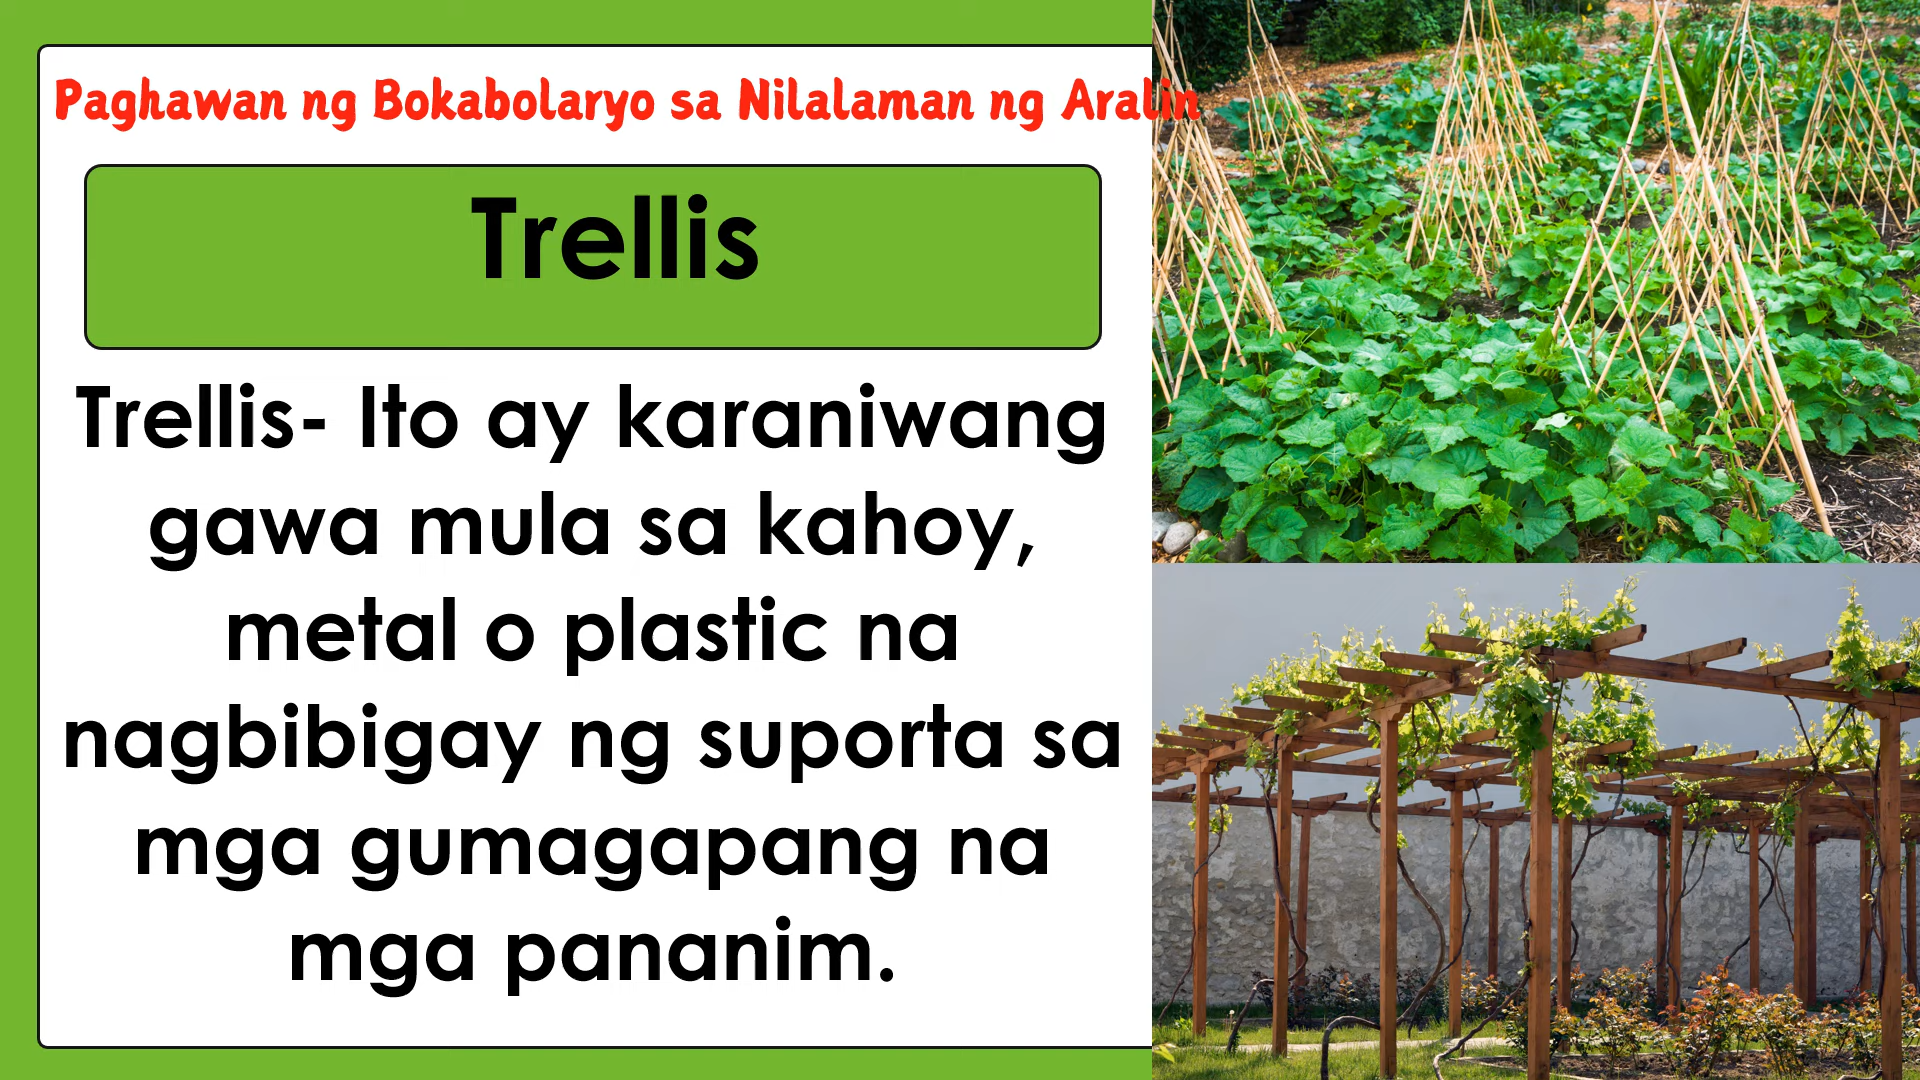 Paghawan ng Bokabolaryo sa Nilalaman ng Aralin
Trellis
Trellis- Ito ay karaniwang
gawa mula sa kahoy,
metal o plastic na
nagbibigay ng suporta sa
mga gumagapang na
mga pananim.